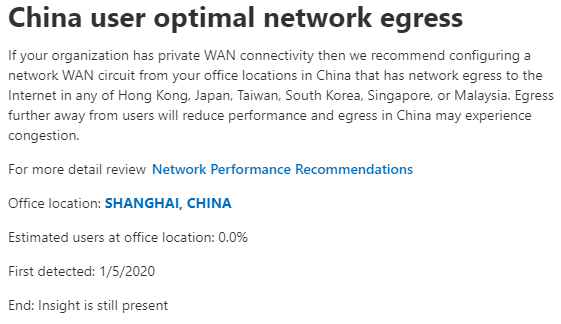 China user optimal network egress
If your organization has private WAN connectivity then we recommend configuring a
network WAN circuit from your office locations in China that has network egress to the
Internet in any of Hong Kong, Japan, Taiwan, South Korea, Singapore, or Malaysia. Egress
further away from users will reduce performance and egress in China may experience
congestion.
For more detail review Network Performance Recommendations
Office location: SHANGHAI, CHINA
Estimated users at office location: 0.0%
First detected: 1/5/2020
End: Insight is still present